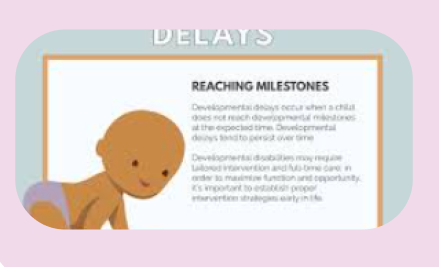 DELAYS
REACHING MILESTONES
Developmental delays occur when a child
does not reach developmental milestones
at the expected time. Developmental
delays tend to persist over time.
Developmental disabilities may require
tailored intervention and full-time care; in
order to maximize function and opportunity,
it's important to establish proper
intervention strategies early in life.